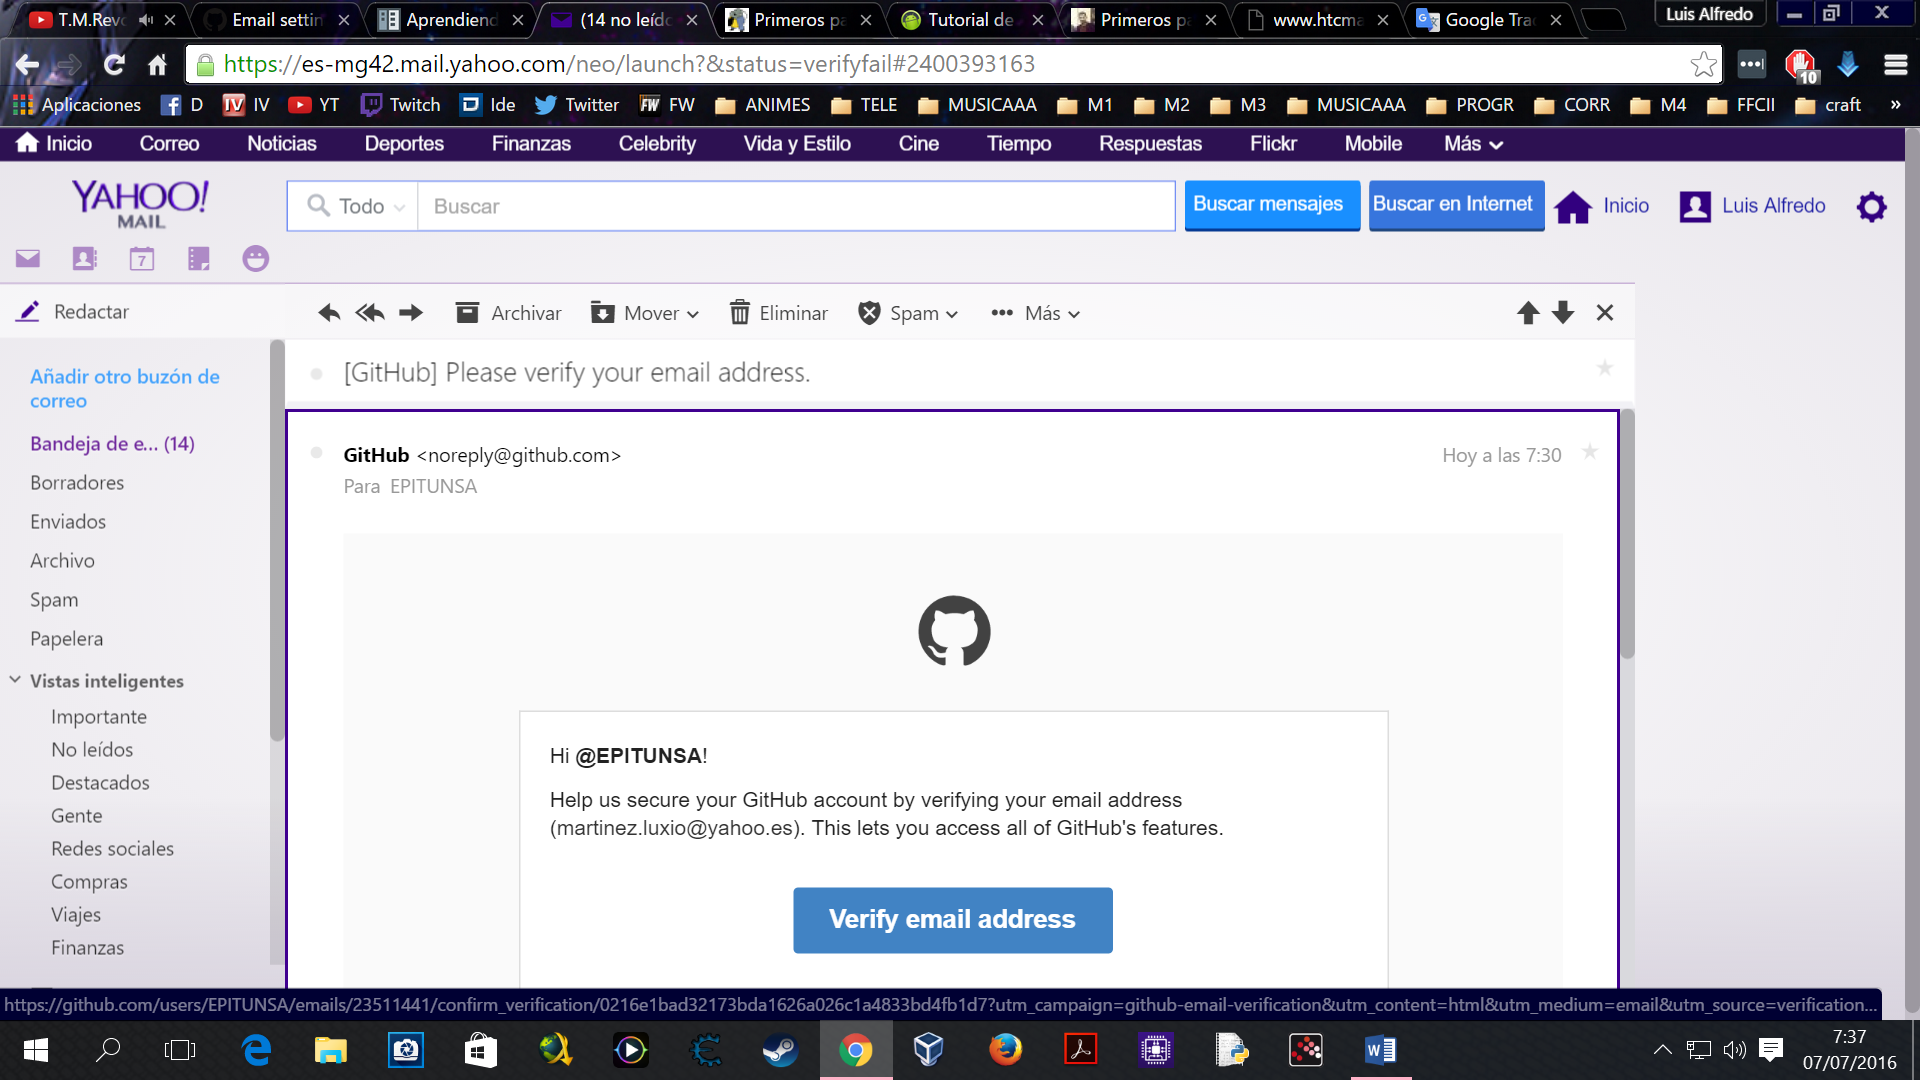 T.M.Revo
Email settin
Aprendiend
(14 no leído
Primeros pa
Tutorial de
Primeros pa
www.htcma
Google Tra
Luis Alfredo
https://es-mg42.mail.yahoo.com/neo/launch?&status=verifyfail#2400393163
10
Aplicaciones D IV YT Twitch Ide Twitter FW FW ANIMES TELE MUSICAAA M1 M2 M3 MUSICAAA PROGR CORR M4 FFCII craft »
Inicio Correo Noticias Deportes Finanzas Celebrity Vida y Estilo Cine Tiempo Respuestas Flickr Mobile Más
YAHOO!
MAIL
Todo Buscar Buscar mensajes Buscar en Internet Inicio Luis Alfredo
7
Redactar
Archivar Mover Eliminar Spam Más
Añadir otro buzón de
correo
Bandeja de e... (14)
Borradores
Enviados
Archivo
Spam
Papelera
Vistas inteligentes
Importante
No leídos
Destacados
Gente
Redes sociales
Compras
Viajes
Finanzas
[GitHub] Please verify your email address.
GitHub <noreply@github.com> Hoy a las 7:30
Para EPITUNSA
Hi @EPITUNSA!
Help us secure your GitHub account by verifying your email address
(martinez.luxio@yahoo.es). This lets you access all of GitHub's features.
Verify email address
https://github.com/users/EPITUNSA/emails/23511441/confirm_verification/0216e1bad32173bda1626a026c1a4833bd4fb1d7?utm_campaign=github-email-verification&utm_content=html&utm_medium=email&utm_source=verification...
7:37
07/07/2016